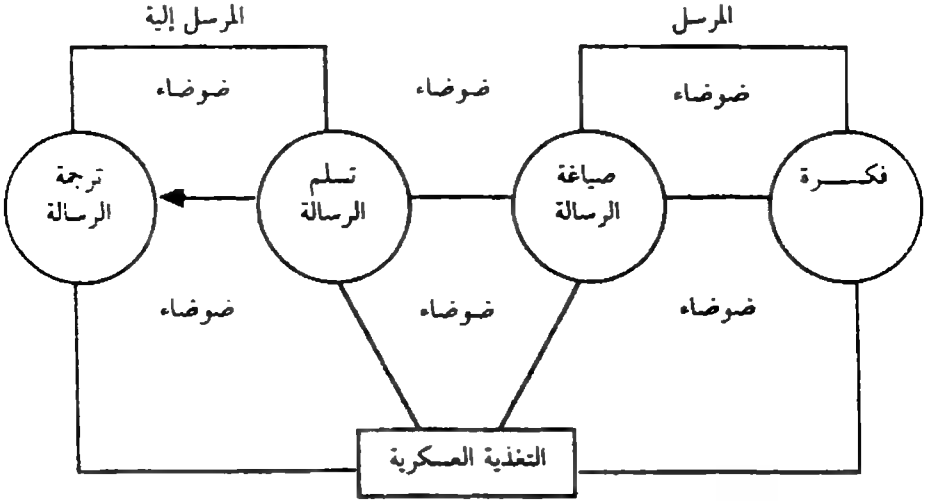 المرسل
المرسل إلية
ضوضاء
ضوضاء
ضوضاء
فكـــــرة
صياغة
الرسالة
تسلم
الرسالة
ترجمة
الرسالة
ضوضاء
ضوضاء
ضوضاء
التغذية العسكرية